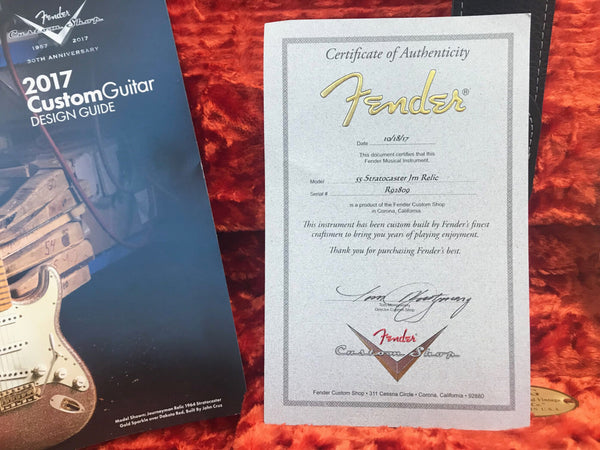 Fender
Custom Shop
1987 2017
30TH ANNIVERSARY
2017
CustomGuitar
DESIGN GUIDE
Model Shown: Journeyman Relic 1964 Stratocaster
Gold Sparkle over Dakota Red, Built By John Cruz
Certificate of Authenticity
Fender®
Date 10/18/17
This document certifies that this
Fender Musical Instrument.
Model 55 Stratocaster Jrn Relic
Serial # R92809
is a product of the Fender Custom Shop
in Corona, California.
This instrument has been custom built by Fender's finest
craftsmen to bring you years of playing enjoyment.
Thank you for purchasing Fender's best.
Director Custom Shop
Fender
Custom Shop
Fender Custom Shop • 311 Cessna Circle • Corona, California • 92880
U.S.A.